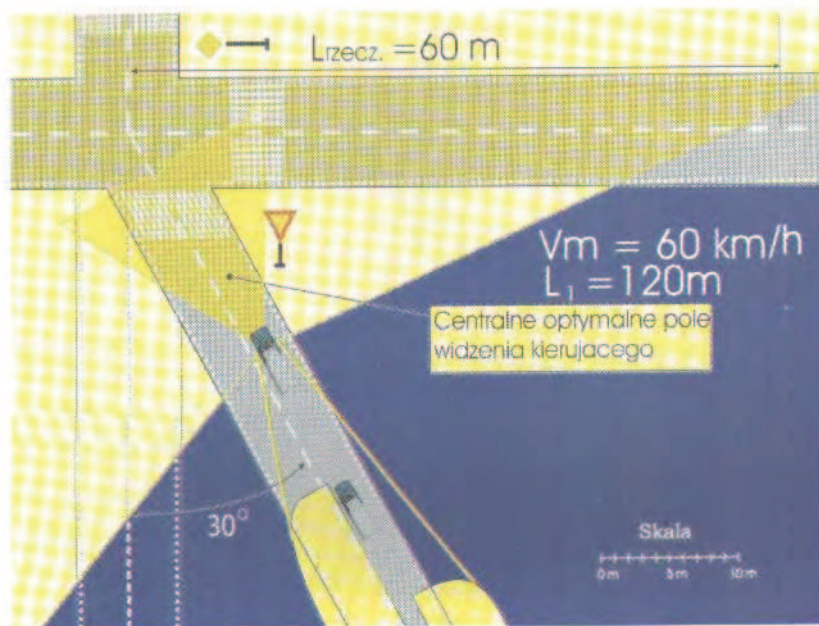 Lrzecz. =60 m
Vm = 60 km/h
L1 =120m
Centralne optymalne pole
widzenia kierujacego
30°
Skala
0m 5m 10m